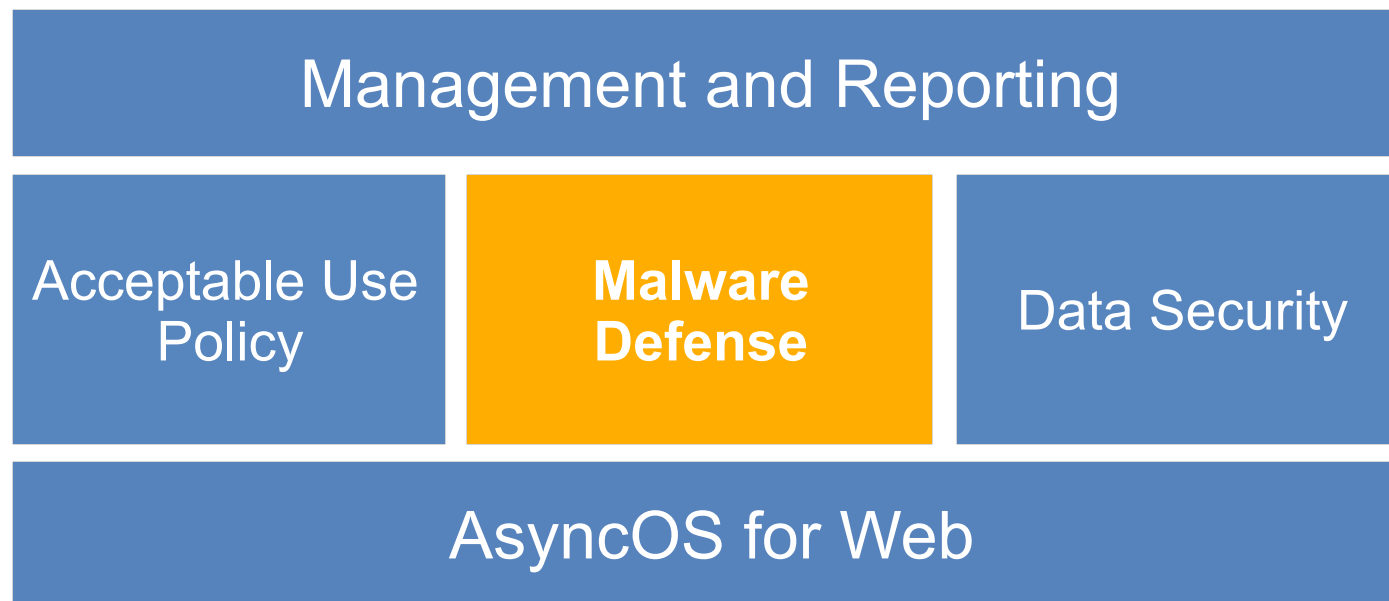 Management and Reporting
Acceptable Use
Policy
Malware
Defense
Data Security
AsyncOS for Web